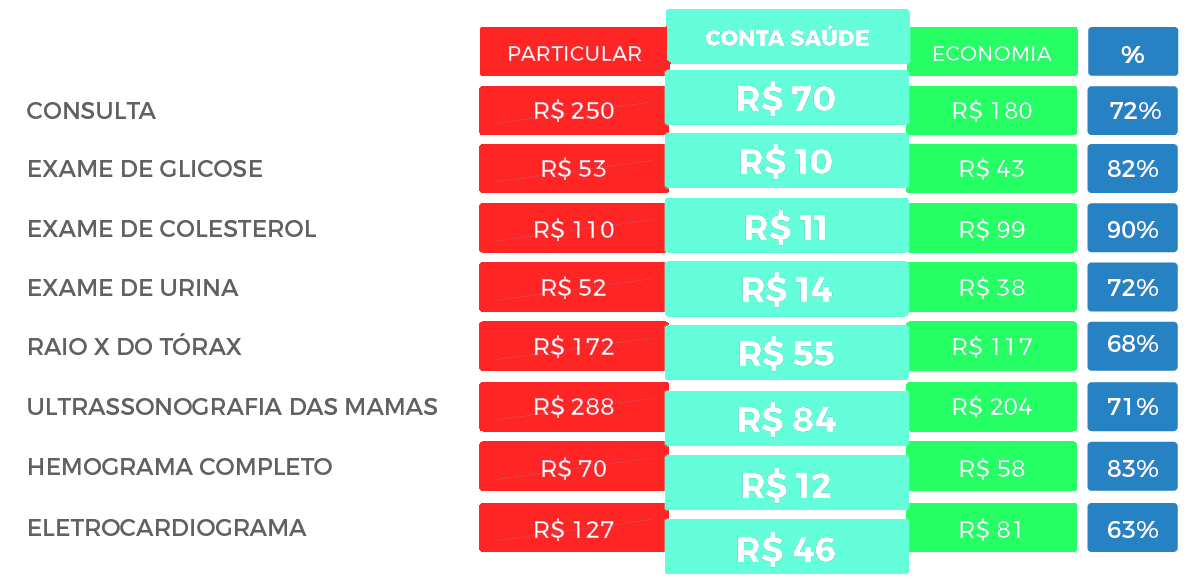 PARTICULAR CONTA SAÚDE ECONOMIA %
CONSULTA R$ 250 R$ 70 R$ 180 72%
EXAME DE GLICOSE R$ 53 R$ 10 R$ 43 82%
EXAME DE COLESTEROL R$ 110 R$ 11 R$ 99 90%
EXAME DE URINA R$ 52 R$ 14 R$ 38 72%
RAIO X DO TÓRAX R$ 172 R$ 55 R$ 117 68%
ULTRASSONOGRAFIA DAS MAMAS R$ 288 R$ 84 R$ 204 71%
HEMOGRAMA COMPLETO R$ 70 R$ 12 R$ 58 83%
ELETROCARDIOGRAMA R$ 127 R$ 46 R$ 81 63%